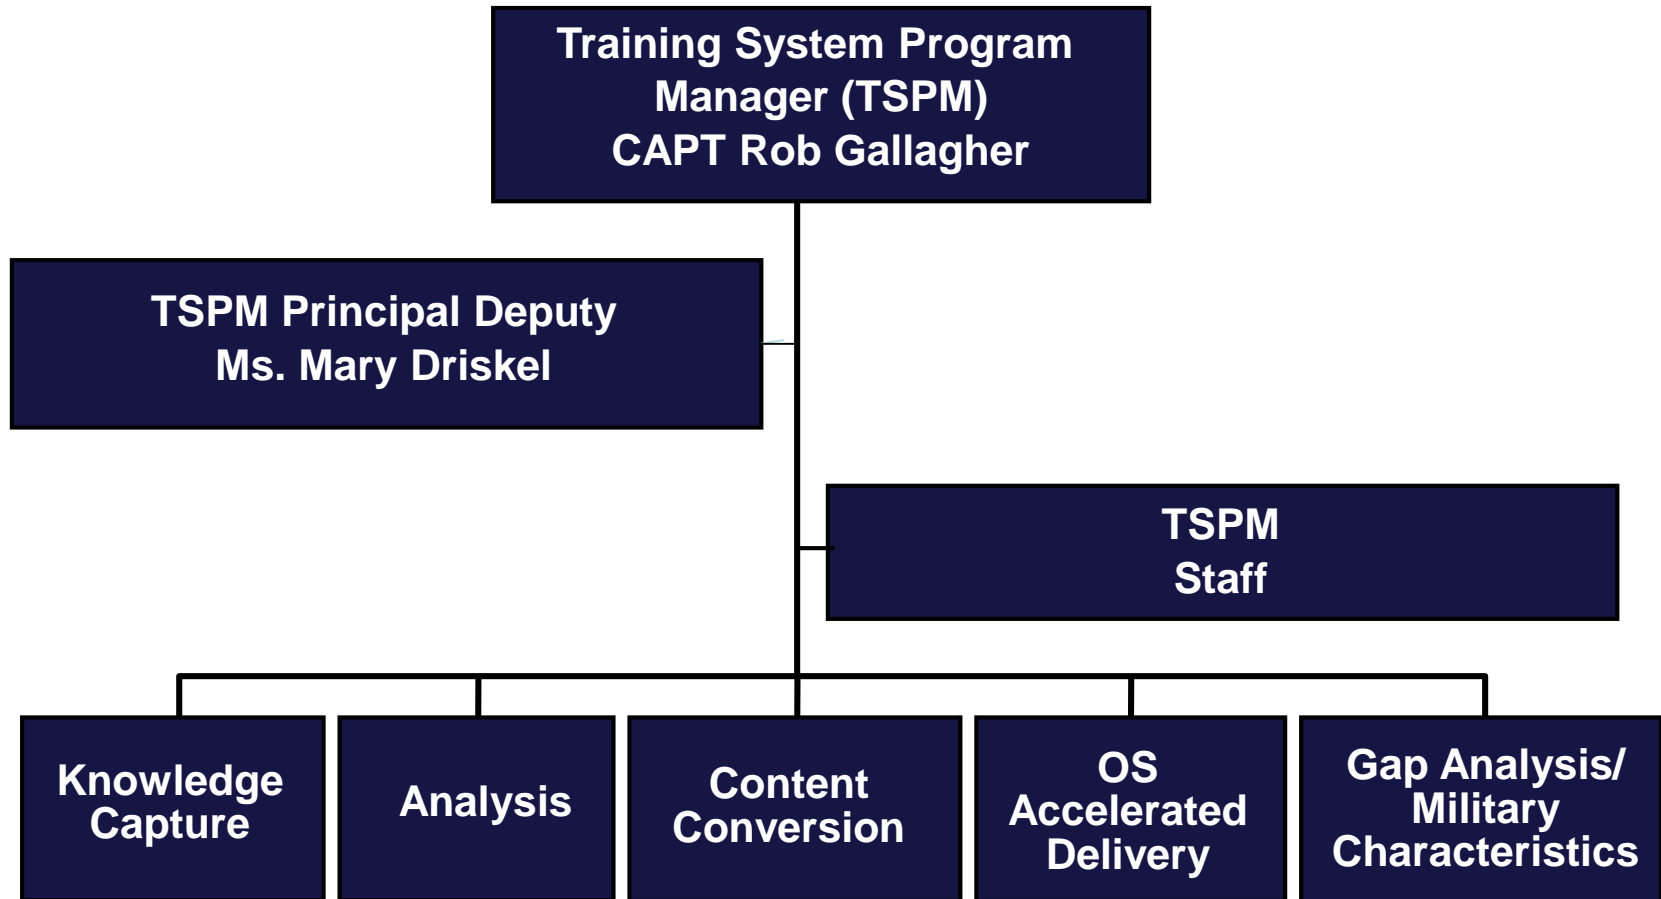 Training System Program
Manager (TSPM)
CAPT Rob Gallagher
TSPM Principal Deputy
Ms. Mary Driskel
TSPM
Staff
Knowledge
Capture
Analysis
Content
Conversion
OS
Accelerated
Delivery
Gap Analysis/
Military
Characteristics